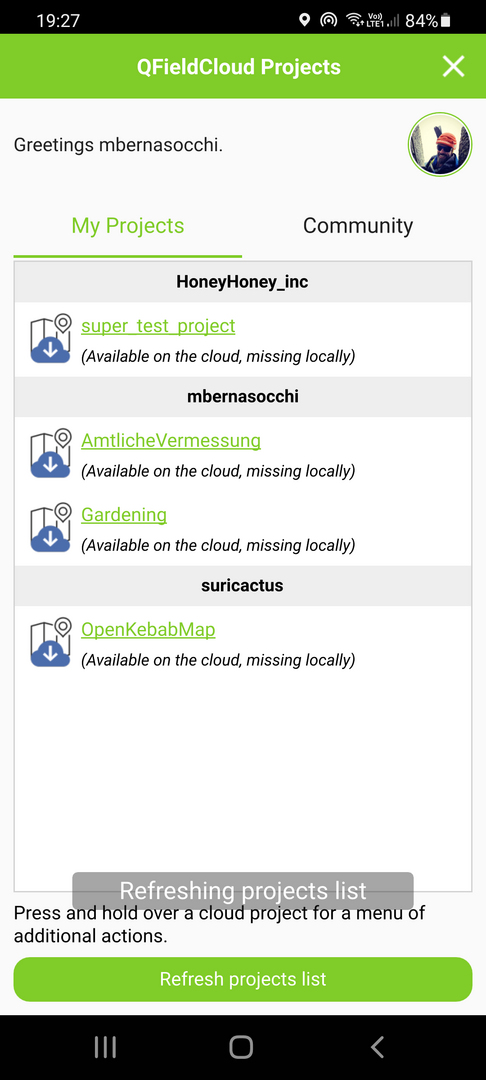 19:27
Vo)) LTE1 84%
QFieldCloud Projects
Greetings mbernasocchi.
My Projects Community
HoneyHoney_inc
super_test_project
(Available on the cloud, missing locally)
mbernasocchi
AmtlicheVermessung
(Available on the cloud, missing locally)
Gardening
(Available on the cloud, missing locally)
suricactus
OpenKebabMap
(Available on the cloud, missing locally)
Refreshing projects list
Press and hold over a cloud project for a menu of
additional actions.
Refresh projects list